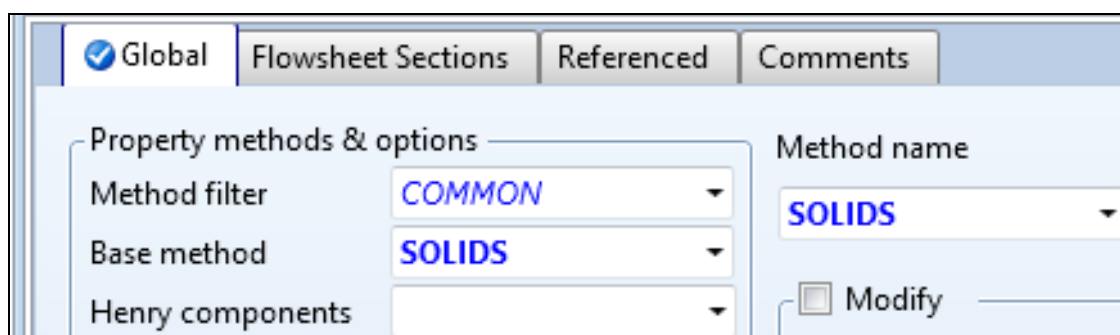 Global Flowsheet Sections Referenced Comments
Property methods & options
Method name
Method filter COMMON
SOLIDS
Base method SOLIDS
Henry components
Modify